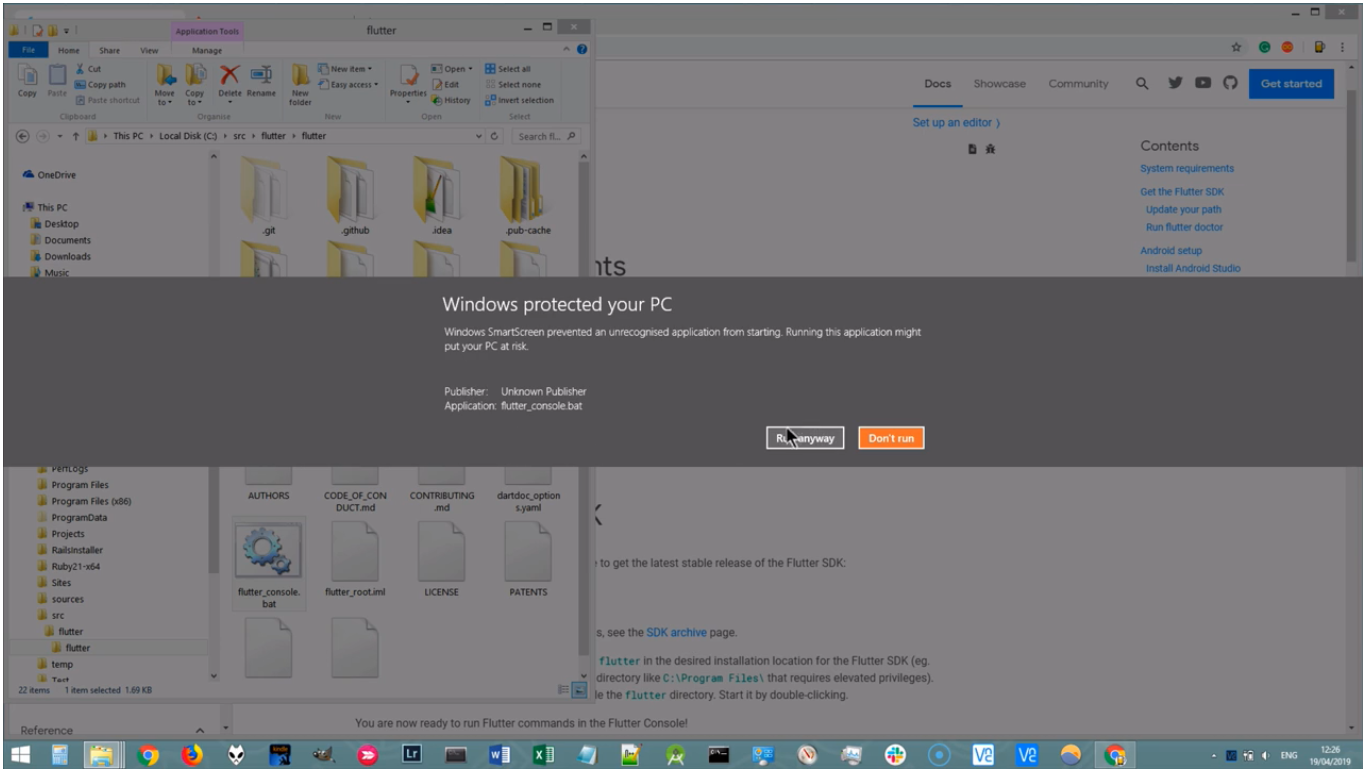 Application Tools
flutter
File
Home
Share
View
Manage
Copy
Paste
Cut
Copy path
Paste shortcut
Move to
Copy to
Delete
Rename
New folder
New item
Easy access
Properties
Open
Edit
History
Select all
Select none
Invert selection
Clipboard
Organise
New
Open
Select
This PC
Local Disk (C:)
src
flutter
flutter
Search fl...
Docs
Showcase
Community
Get started
Set up an editor )
Contents
System requirements
Get the Flutter SDK
Update your path
Run flutter doctor
Android setup
Install Android Studio
OneDrive
This PC
Desktop
Documents
Downloads
Music
.git
.github
.idea
.pub-cache
nts
Windows protected your PC
Windows SmartScreen prevented an unrecognised application from starting. Running this application might
put your PC at risk.
Publisher: Unknown Publisher
Application: flutter_console.bat
anyway
Don't run
PerfLogs
Program Files
Program Files (x86)
ProgramData
Projects
RailsInstaller
Ruby21-x64
Sites
sources
src
flutter
flutter
temp
Test
AUTHORS
CODE_OF_CON
DUCT.md
CONTRIBUTING
.md
dartdoc_option
s.yaml
flutter_console.
bat
flutter_root.iml
LICENSE
PATENTS
22 items
1 item selected 1.69 KB
to get the latest stable release of the Flutter SDK:
s, see the SDK archive page.
flutter in the desired installation location for the Flutter SDK (eg.
directory like C:\Program Files\ that requires elevated privileges).
le the flutter directory. Start it by double-clicking.
You are now ready to run Flutter commands in the Flutter Console!
Reference
kindle
Lr
ENG
12:26
19/04/2019